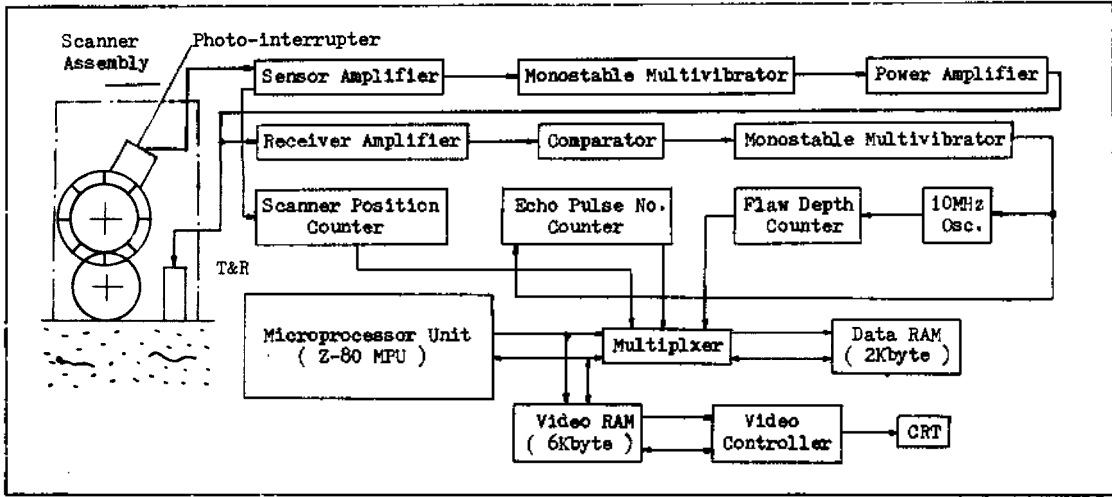 Scanner
Assembly
Photo-interrupter
Sensor Amplifier
Monostable Multivibrator
Power Amplifier
Receiver Amplifier
Comparator
Monostable Multivibrator
Scanner Position
Counter
Echo Pulse No.
Counter
Flaw Depth
Counter
10MHz
Osc.
T&R
Microprocessor Unit
( Z-80 MPU )
Multiplxer
Data RAM
( 2Kbyte )
Video RAM
( 6Kbyte )
Video
Controller
CRT